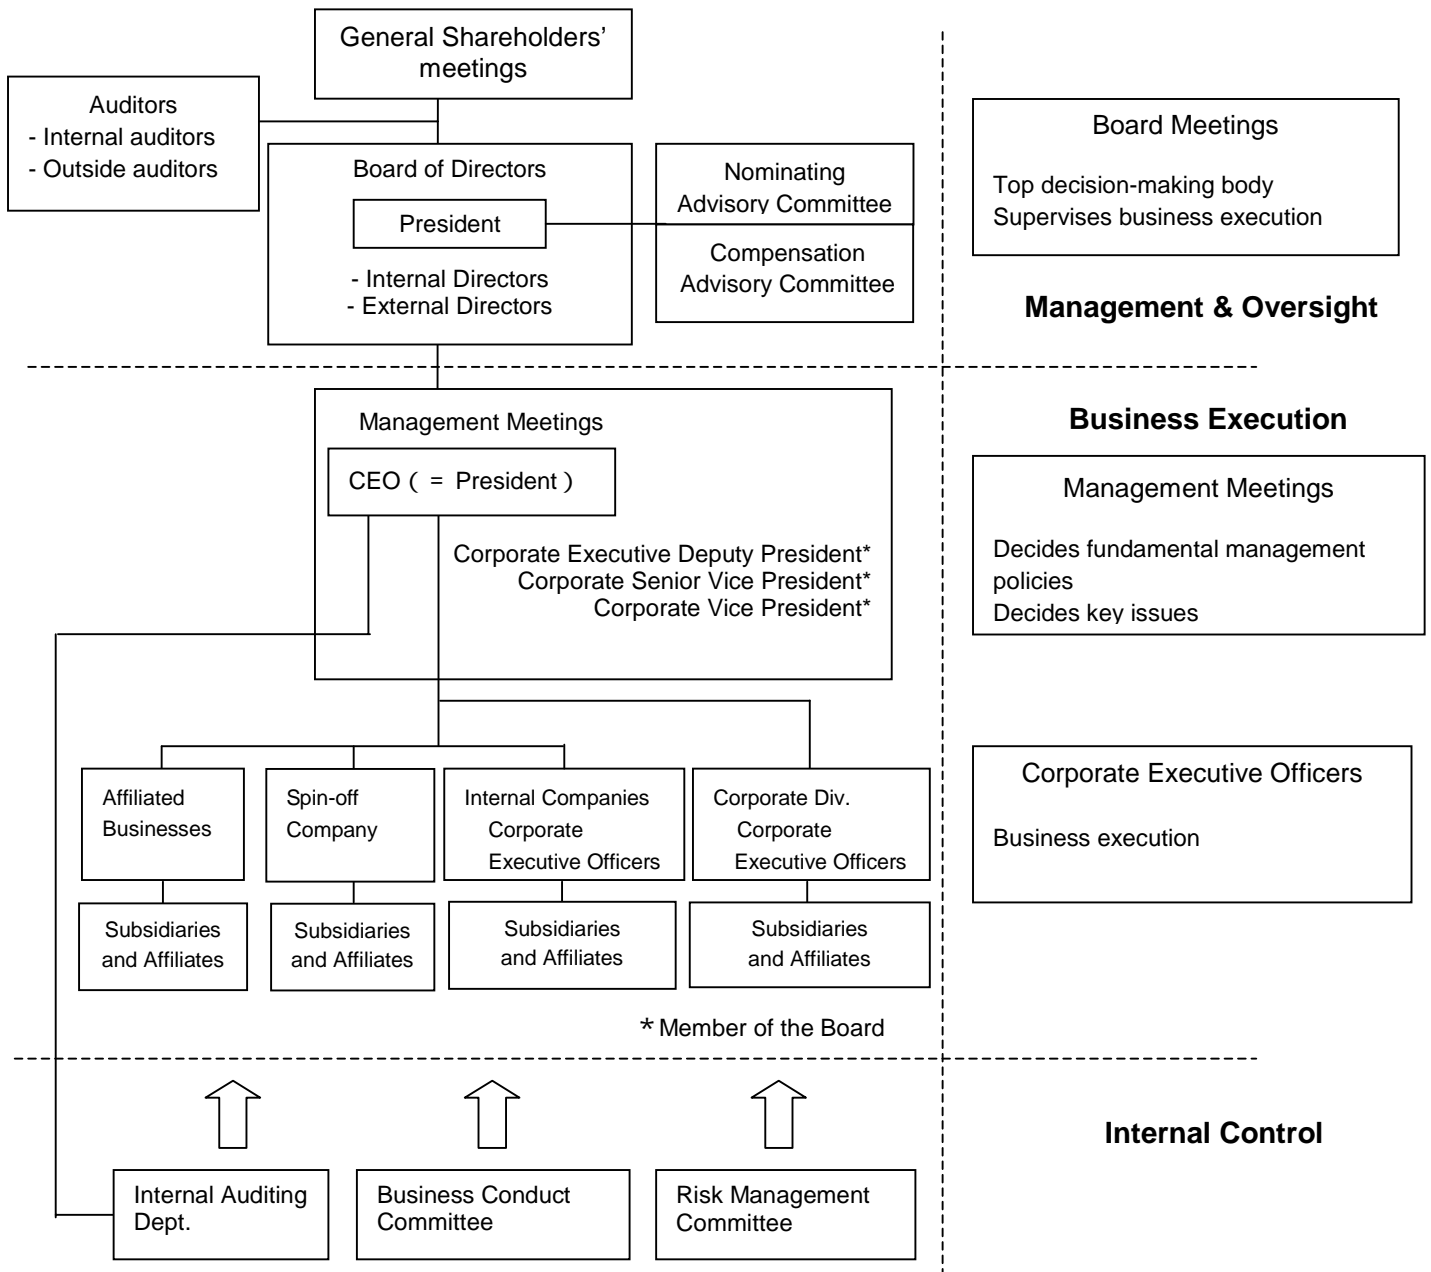 General Shareholders'
meetings
Auditors
- Internal auditors
- Outside auditors
Board of Directors
President
- Internal Directors
- External Directors
Nominating
Advisory Committee
Compensation
Advisory Committee
Board Meetings
Top decision-making body
Supervises business execution
Management & Oversight
Management Meetings
CEO ( = President )
Corporate Executive Deputy President*
Corporate Senior Vice President*
Corporate Vice President*
Business Execution
Management Meetings
Decides fundamental management
policies
Decides key issues
Affiliated
Businesses
Spin-off
Company
Internal Companies
Corporate
Executive Officers
Corporate Div.
Corporate
Executive Officers
Corporate Executive Officers
Business execution
Subsidiaries
and Affiliates
Subsidiaries
and Affiliates
Subsidiaries
and Affiliates
Subsidiaries
and Affiliates
* Member of the Board
Internal Control
Internal Auditing
Dept.
Business Conduct
Committee
Risk Management
Committee